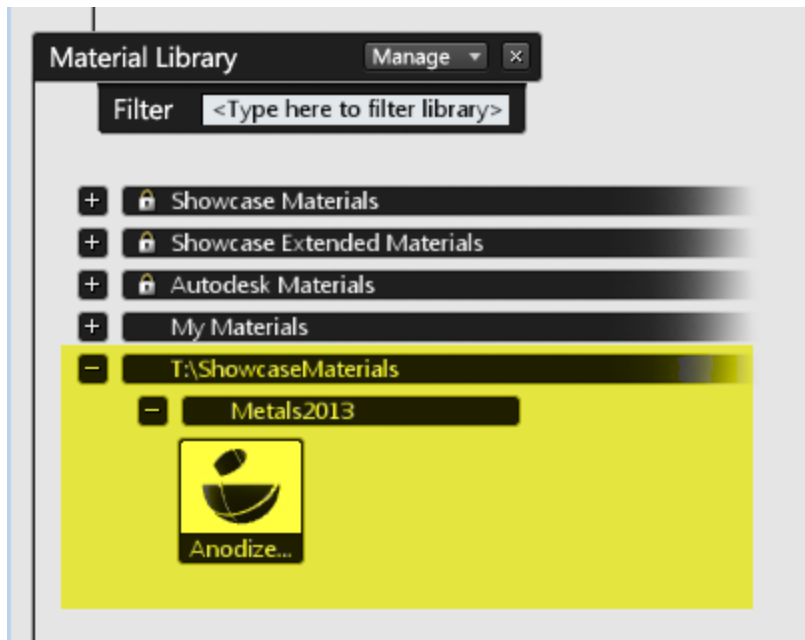 Material Library Manage
Filter <Type here to filter library>
Showcase Materials
Showcase Extended Materials
Autodesk Materials
My Materials
T:\ShowcaseMaterials
Metals2013
Anodize...